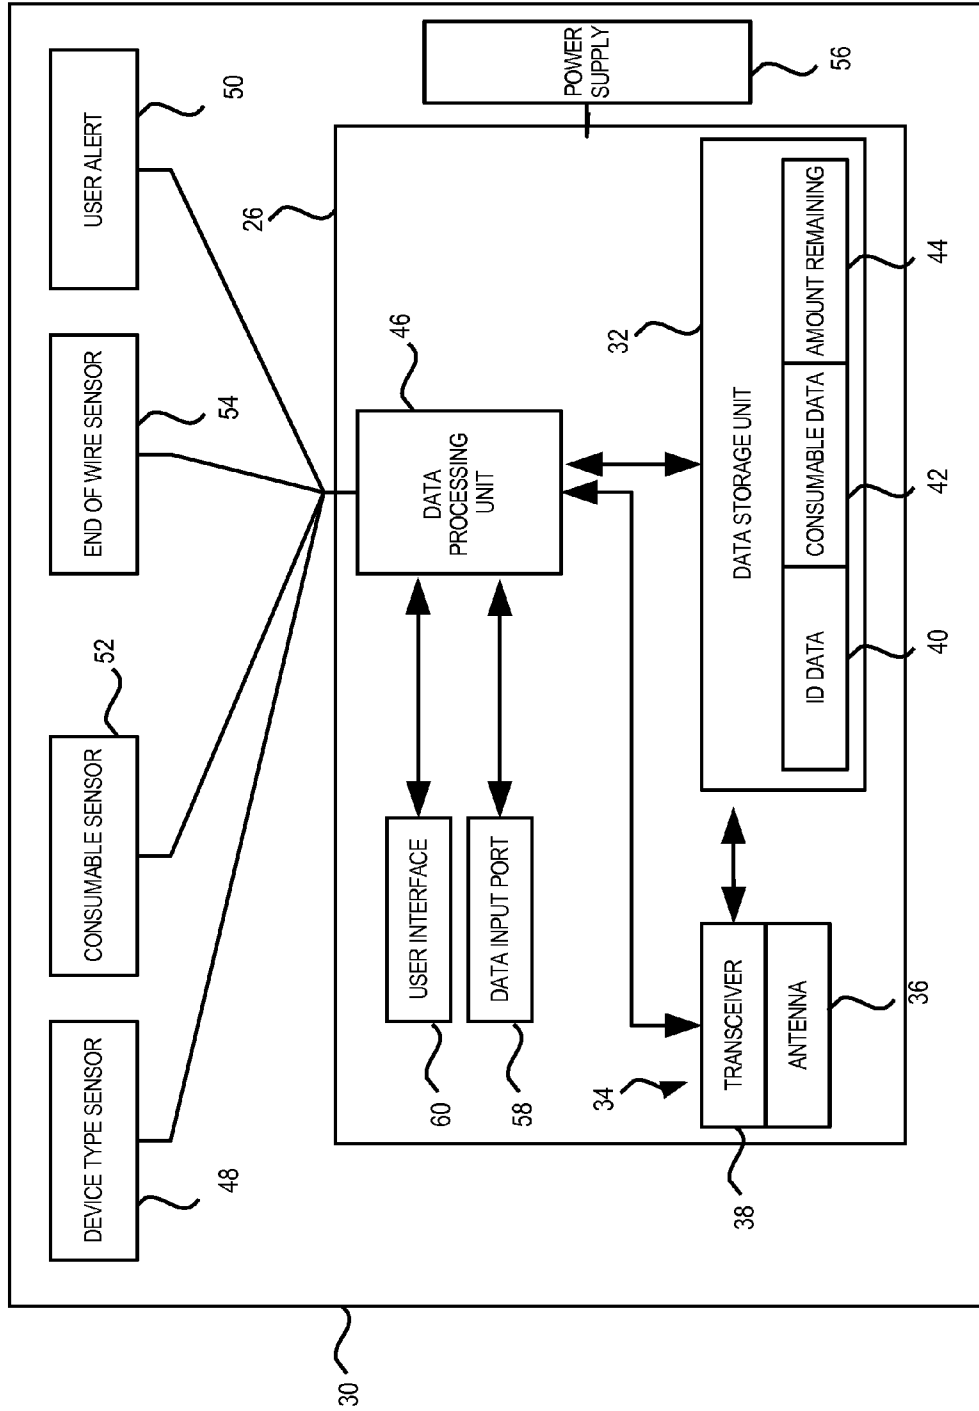 DEVICE TYPE SENSOR
48
CONSUMABLE SENSOR
52
END OF WIRE SENSOR
54
USER ALERT
50
26
POWER
SUPPLY
56
DATA
PROCESSING
UNIT
46
USER INTERFACE
60
DATA INPUT PORT
58
34
TRANSCEIVER
38
ANTENNA
36
DATA STORAGE UNIT
32
ID DATA
40
CONSUMABLE DATA
42
AMOUNT REMAINING
44
30